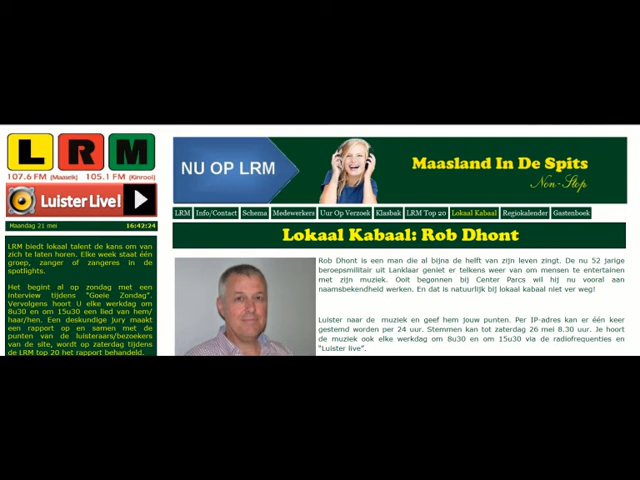 L R M
107.6 FM (Maaseik) 105.1 FM (Kinrooi)
Luister Live!
Maandag 21 mei 16:42:24
LRM biedt lokaal talent de kans om van
zich te laten horen. Elke week staat één
groep, zanger of zangeres in de
spotlights.
Het begint al op zondag met een
interview tijdens "Goeie Zondag".
Vervolgens hoort U elke werkdag om
8u30 en om 15u30 een lied van hem/
haar/hen. Een deskundige jury maakt
een rapport op en samen met de
punten van de luisteraars/bezoekers
van de site, wordt op zaterdag tijdens
de LRM top 20 het rapport behandeld.
NU OP LRM
Maasland In De Spits
Non-Stop
LRM Info/Contact Schema Medewerkers Uur Op Verzoek Klasbak LRM Top 20 Lokaal Kabaal Regiokalender Gastenboek
Lokaal Kabaal: Rob Dhont
Rob Dhont is een man die al bijna de helft van zijn leven zingt. De nu 52 jarige
beroepsmilitair uit Lanklaar geniet er telkens weer van om mensen te entertainen
met zijn muziek. Ooit begonnen bij Center Parcs wil hij nu vooral aan
naamsbekendheid werken. En dat is natuurlijk bij lokaal kabaal niet ver weg!
Luister naar de muziek en geef hem jouw punten. Per IP-adres kan er één keer
gestemd worden per 24 uur. Stemmen kan tot zaterdag 26 mei 8.30 uur. Je hoort
de muziek ook elke werkdag om 8u30 en om 15u30 via de radiofrequenties en
"Luister live".